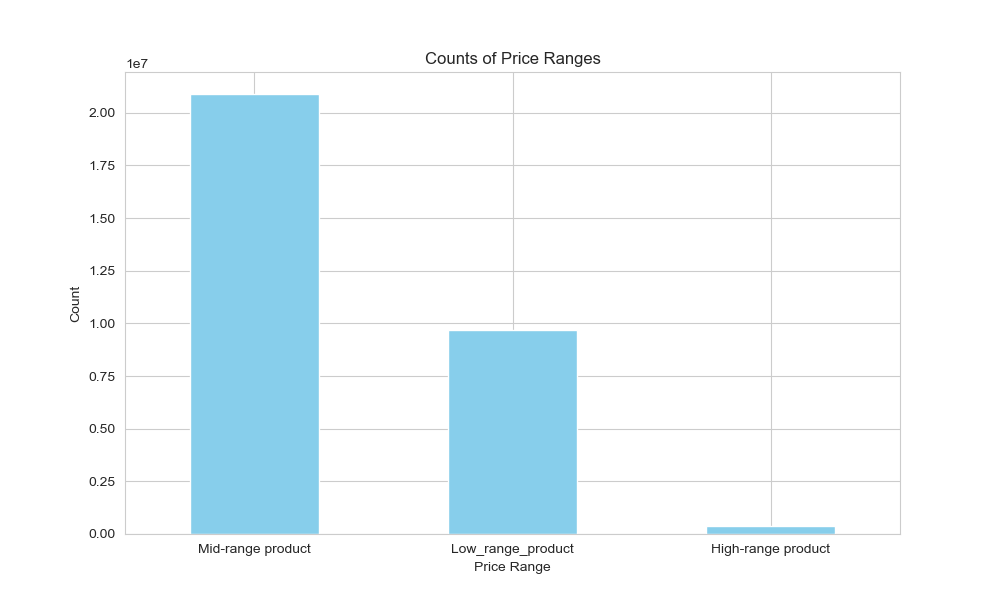 Counts of Price Ranges
1e7
2.00
1.75
1.50
1.25
1.00
0.75
0.50
0.25
0.00
Count
Mid-range product
Low_range_product
High-range product
Price Range